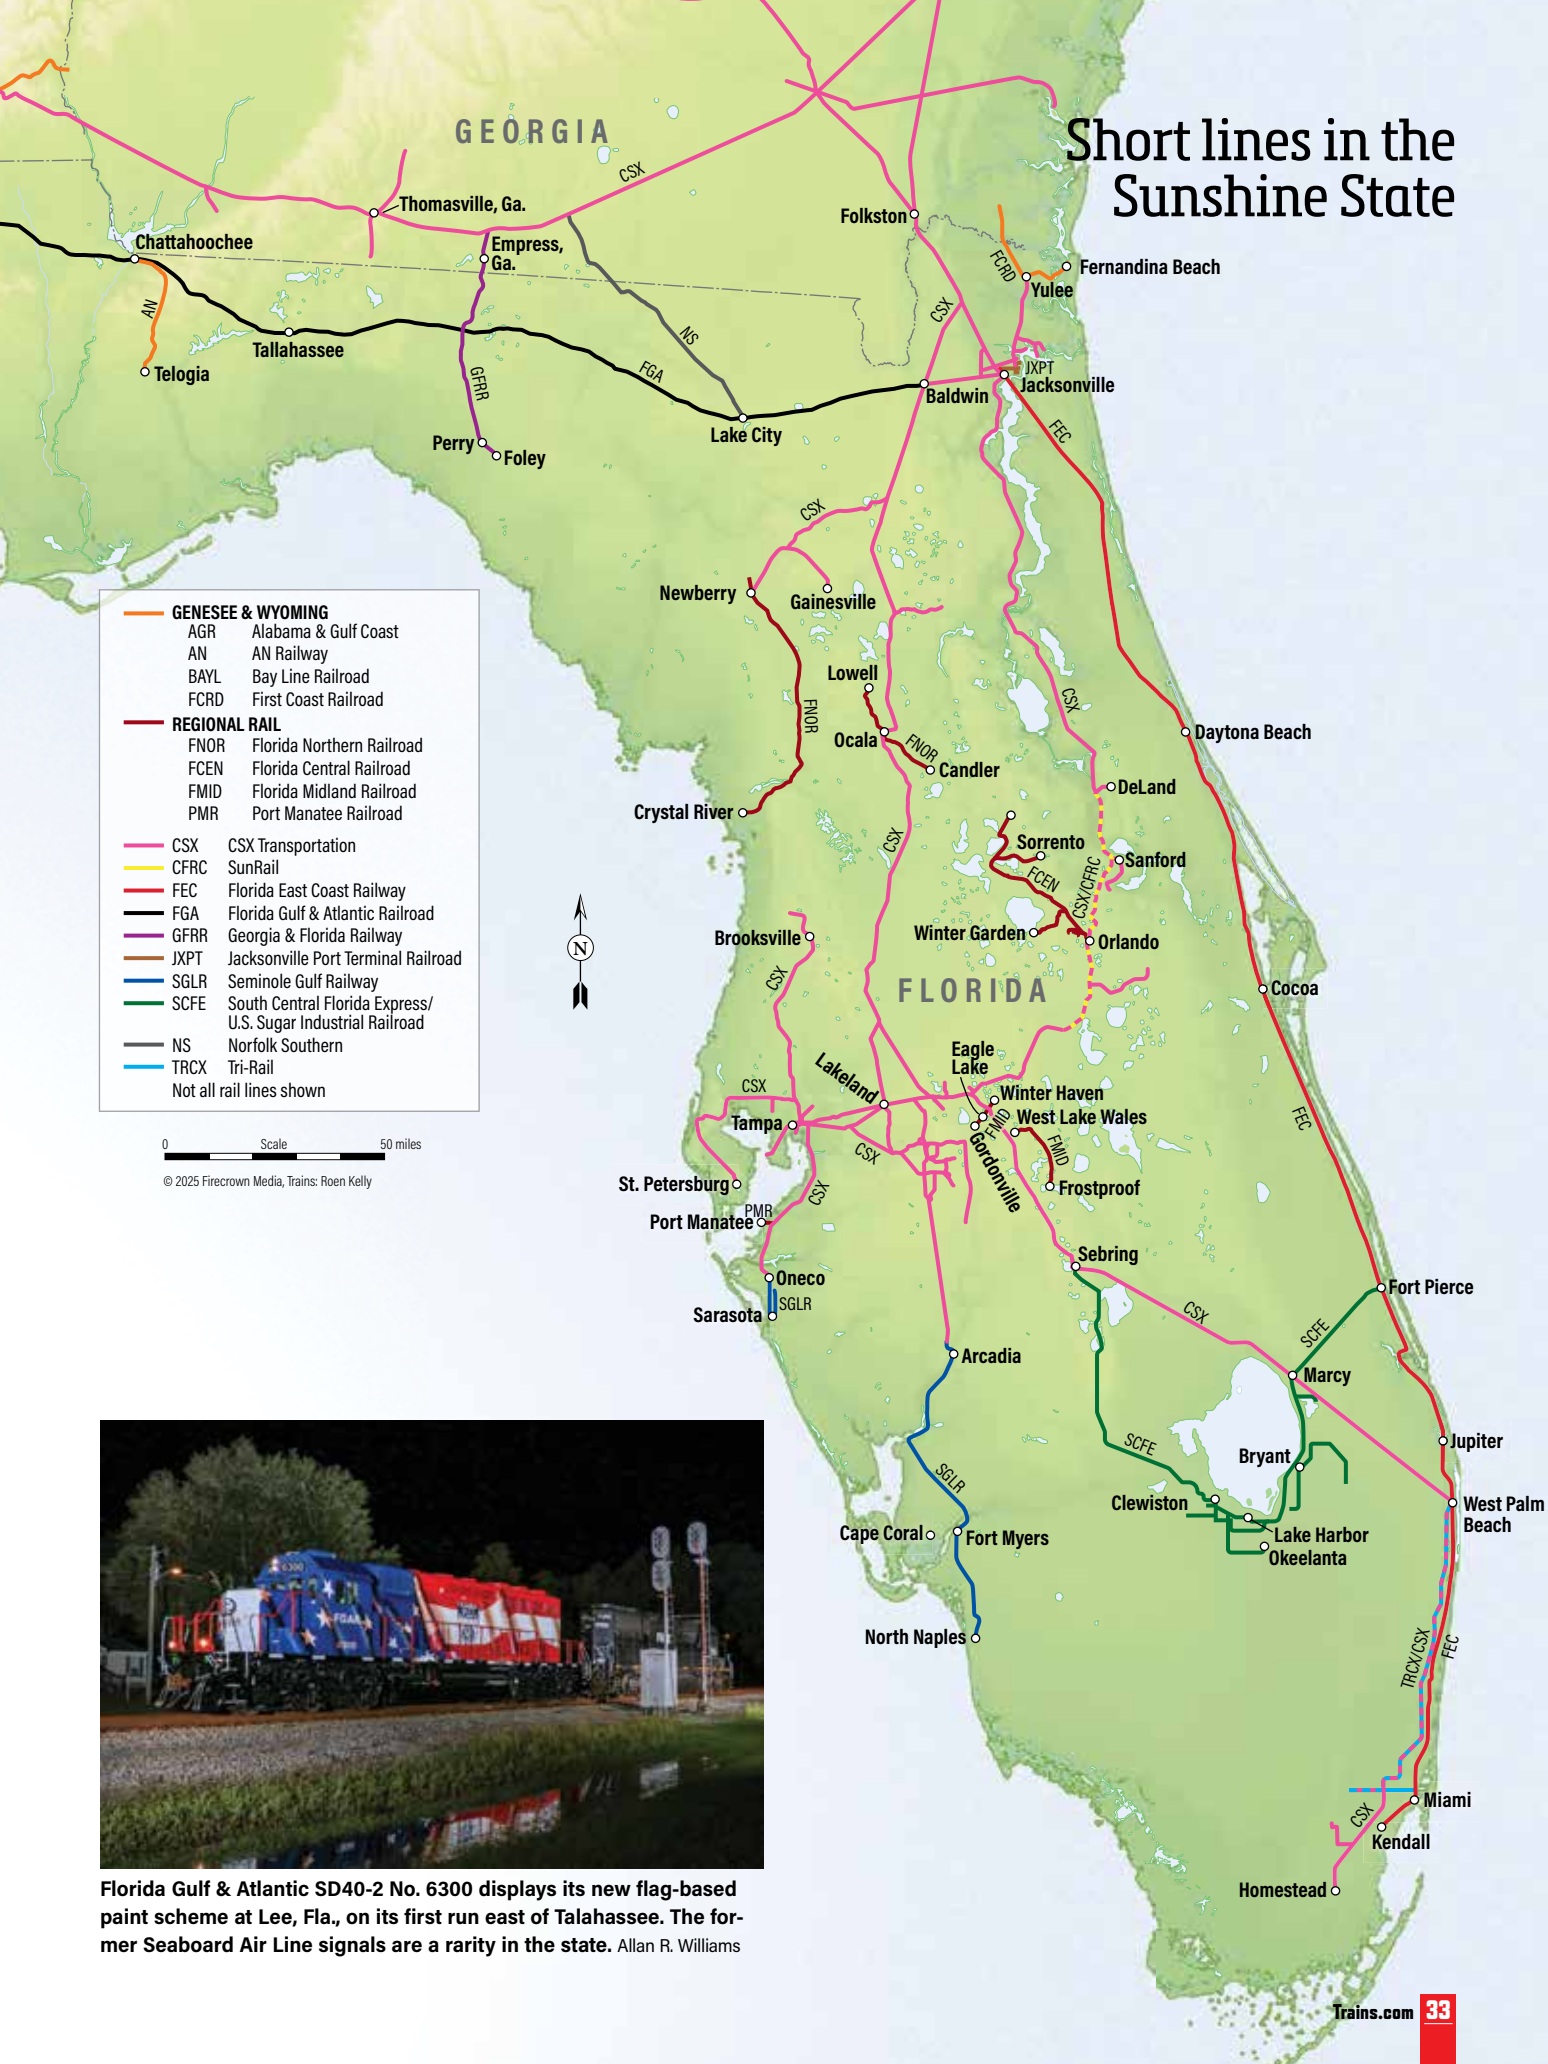 Short lines in the
Sunshine State
GEORGIA
CSX
Thomasville, Ga.
Folkston
Chattahoochee
Empress,
Ga.
FCRD
Fernandina Beach
Yulee
AN
CSX
NS
Tallahassee
Telogia
GFRR
FGA
JXPT
Jacksonville
Baldwin
FEC
Perry
Foley
Lake City
CSX
Newberry
Gainesville
GENESEE & WYOMING
AGR Alabama & Gulf Coast
AN AN Railway
BAYL Bay Line Railroad
FCRD First Coast Railroad
REGIONAL RAIL
FNOR Florida Northern Railroad
FCEN Florida Central Railroad
FMID Florida Midland Railroad
PMR Port Manatee Railroad
CSX CSX Transportation
CFRC SunRail
FEC Florida East Coast Railway
FGA Florida Gulf & Atlantic Railroad
GFRR Georgia & Florida Railway
JXPT Jacksonville Port Terminal Railroad
SGLR Seminole Gulf Railway
SCFE South Central Florida Express/
U.S. Sugar Industrial Railroad
NS Norfolk Southern
TRCX Tri-Rail
Not all rail lines shown
0 Scale 50 miles
© 2025 Firecrown Media, Trains: Roen Kelly
N
Lowell
FNOR
CSX
Ocala
FNOR
Candler
Daytona Beach
DeLand
Crystal River
CSX
Sorrento
Sanford
FCEN
CSX/CFRC
Brooksville
Winter Garden
Orlando
CSX
FLORIDA
Cocoa
Eagle
Lake
Lakeland
CSX
Winter Haven
West Lake Wales
FEC
Tampa
FMID
FMID
CSX
Gordonville
St. Petersburg
CSX
Frostproof
PMR
Port Manatee
Sebring
Oneco
SGLR
Sarasota
Fort Pierce
CSX
SCFE
Arcadia
Marcy
SCFE
Jupiter
Bryant
SGLR
Clewiston
West Palm
Beach
Cape Coral
Fort Myers
Lake Harbor
Okeelanta
North Naples
TRCX/CSX
FEC
Miami
CSX
Kendall
Homestead
6300
FGA
Florida Gulf & Atlantic SD40-2 No. 6300 displays its new flag-based
paint scheme at Lee, Fla., on its first run east of Talahassee. The for-
mer Seaboard Air Line signals are a rarity in the state. Allan R. Williams
Trains.com 33